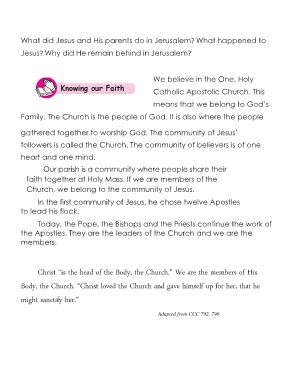 What did Jesus and His parents do in Jerusalem? What happened to
Jesus? Why did He remain behind in Jerusalem?
Knowing our Faith
We believe in the One, Holy
Catholic Apostolic Church. This
means that we belong to God's
Family. The Church is the people of God. It is also where the people
gathered together to worship God. The community of Jesus'
followers is called the Church. The community of believers is of one
heart and one mind.
Our parish is a community where people share their
faith together at Holy Mass. If we are members of the
Church, we belong to the community of Jesus.
In the first community of Jesus, he chose twelve Apostles
to lead his flock.
Today, the Pope, the Bishops and the Priests continue the work of
the Apostles. They are the leaders of the Church and we are the
members.
Christ "is the head of the Body, the Church." We are the members of His
Body, the Church. "Christ loved the Church and gave himself up for her, that he
might sanctify her."
Adapted from CCC 792, 796